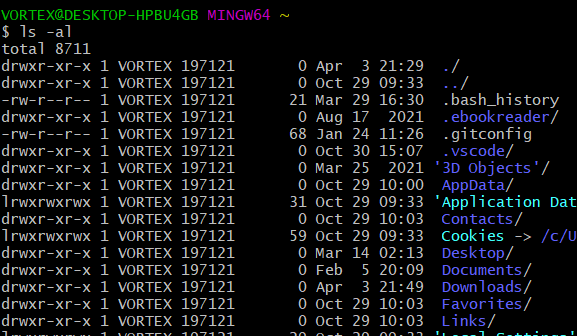 VORTEX@DESKTOP-HPBU4GB MINGW64 ~
$ ls -al
total 8711
drwxr-xr-x 1 VORTEX 197121 0 Apr 3 21:29 ./
drwxr-xr-x 1 VORTEX 197121 0 Oct 29 09:33 ../
-rw-r--r-- 1 VORTEX 197121 21 Mar 29 16:30 .bash_history
drwxr-xr-x 1 VORTEX 197121 0 Aug 17 2021 .ebookreader/
-rw-r--r-- 1 VORTEX 197121 68 Jan 24 11:26 .gitconfig
drwxr-xr-x 1 VORTEX 197121 0 Oct 30 15:07 .vscode/
drwxr-xr-x 1 VORTEX 197121 0 Mar 25 2021 '3D Objects'/
drwxr-xr-x 1 VORTEX 197121 0 Oct 29 10:00 AppData/
lrwxrwxrwx 1 VORTEX 197121 31 Oct 29 09:33 'Application Dat
drwxr-xr-x 1 VORTEX 197121 0 Oct 29 10:03 Contacts/
lrwxrwxrwx 1 VORTEX 197121 59 Oct 29 09:33 Cookies -> /c/U
drwxr-xr-x 1 VORTEX 197121 0 Mar 14 02:13 Desktop/
drwxr-xr-x 1 VORTEX 197121 0 Feb 5 20:09 Documents/
drwxr-xr-x 1 VORTEX 197121 0 Apr 3 21:49 Downloads/
drwxr-xr-x 1 VORTEX 197121 0 Oct 29 10:03 Favorites/
drwxr-xr-x 1 VORTEX 197121 0 Oct 29 10:03 Links/